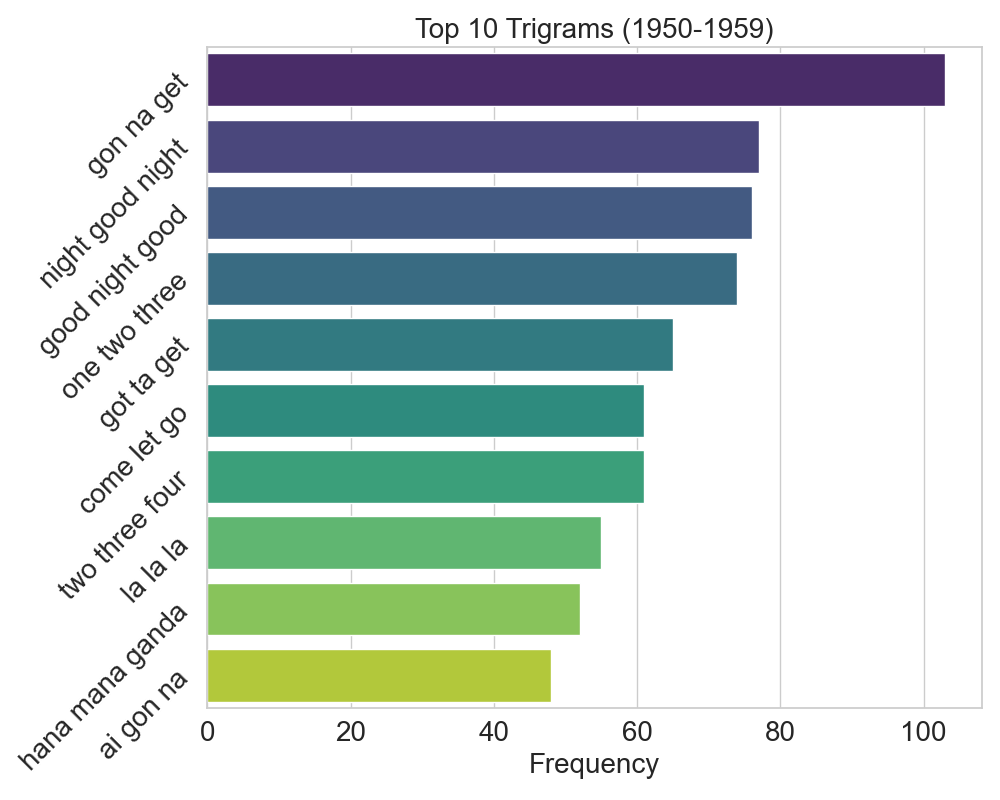 Top 10 Trigrams (1950-1959)
gon na get
night good night
good night good
one two three
got ta get
come let go
two three four
la la la
hana mana ganda
ai gon na
0 20 40 60 80 100
Frequency